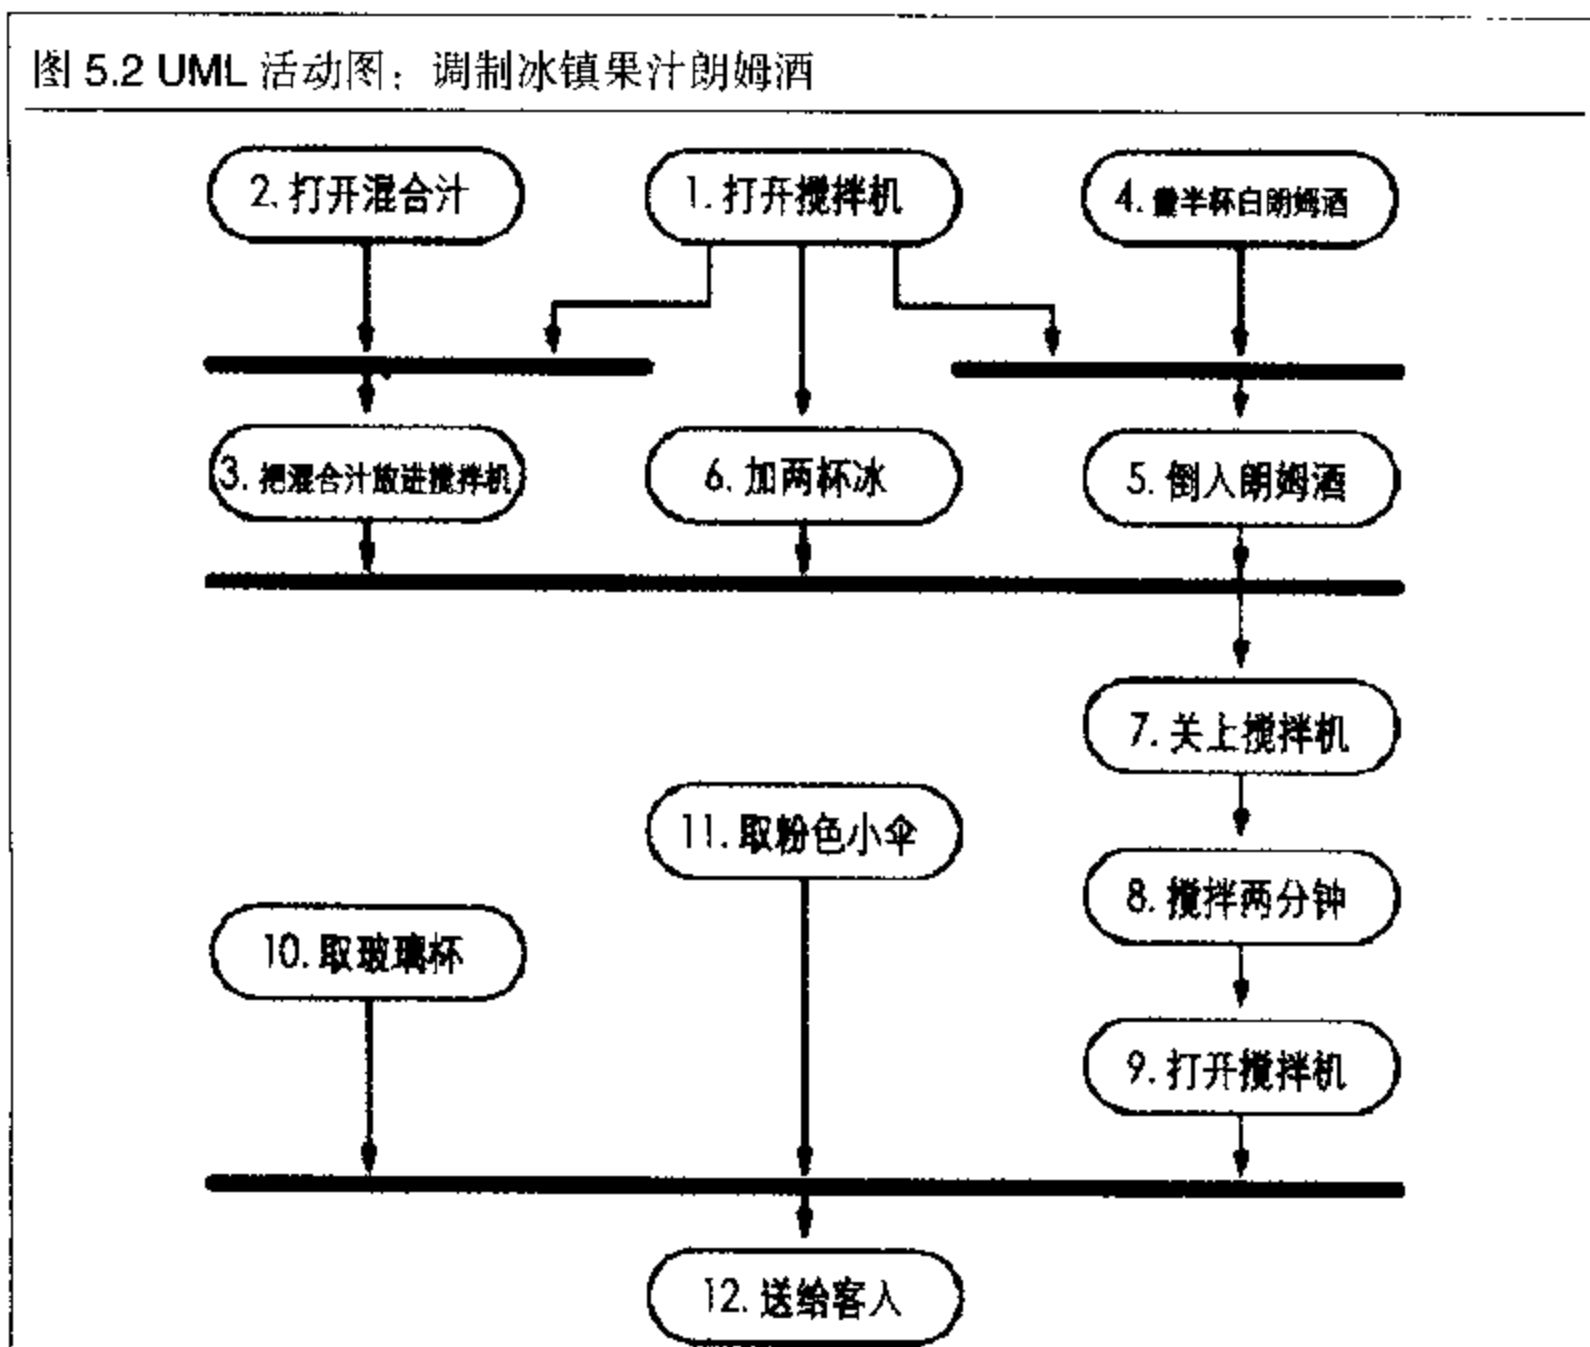 图 5.2 UML 活动图：调制冰镇果汁朗姆酒
2. 打开混合汁
1. 打开搅拌机
4. 量半杯白朗姆酒
3. 把混合汁放进搅拌机
6. 加两杯冰
5. 倒入朗姆酒
7. 关上搅拌机
11. 取粉色小伞
8. 搅拌两分钟
10. 取玻璃杯
9. 打开搅拌机
12. 送给客人